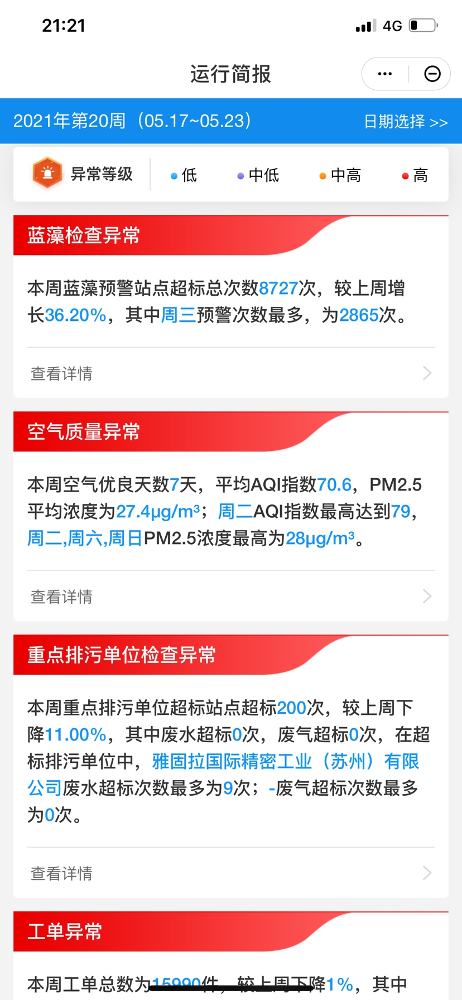 21:21
4G
运行简报
2021年第20周（05.17~05.23）
日期选择 >>
异常等级
低
中低
中高
高
蓝藻检查异常
本周蓝藻预警站点超标总次数8727次，较上周增
长36.20%，其中周三预警次数最多，为2865次。
查看详情
空气质量异常
本周空气优良天数7天，平均AQI指数70.6，PM2.5
平均浓度为27.4μg/m³；周二AQI指数最高达到79，
周二,周六,周日PM2.5浓度最高为28μg/m³。
查看详情
重点排污单位检查异常
本周重点排污单位超标站点超标200次，较上周下
降11.00%，其中废水超标0次，废气超标0次，在超
标排污单位中，雅固拉国际精密工业（苏州）有限
公司废水超标次数最多为9次；-废气超标次数最多
为0次。
查看详情
工单异常
本周工单总数为15990件，较上周下降1%，其中